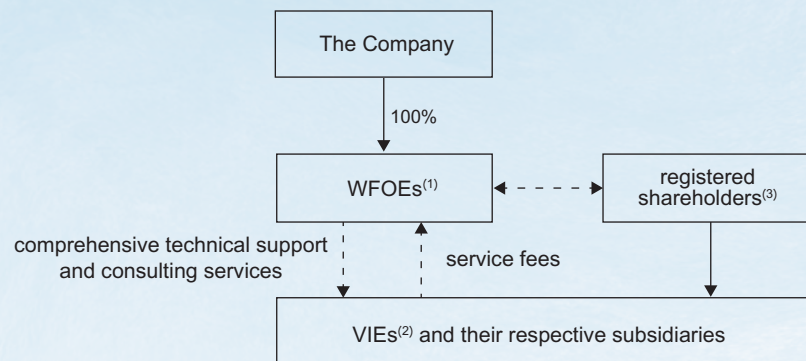 The Company
100%
WFOEs(1)
registered
shareholders(3)
comprehensive technical support
and consulting services
service fees
VIEs(2) and their respective subsidiaries